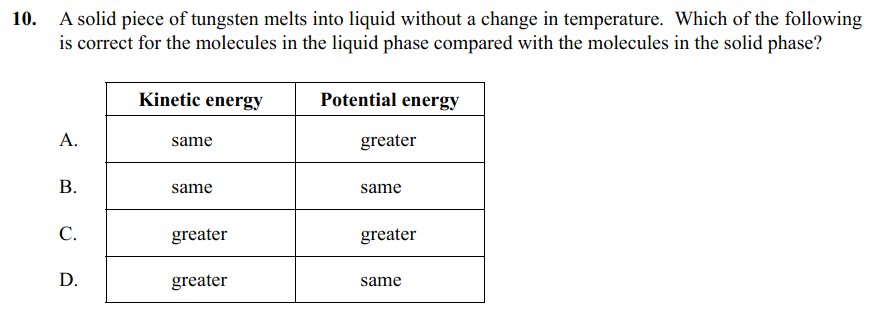 10. A solid piece of tungsten melts into liquid without a change in temperature. Which of the following
is correct for the molecules in the liquid phase compared with the molecules in the solid phase?
Kinetic energy Potential energy
A. same greater
B. same same
C. greater greater
D. greater same